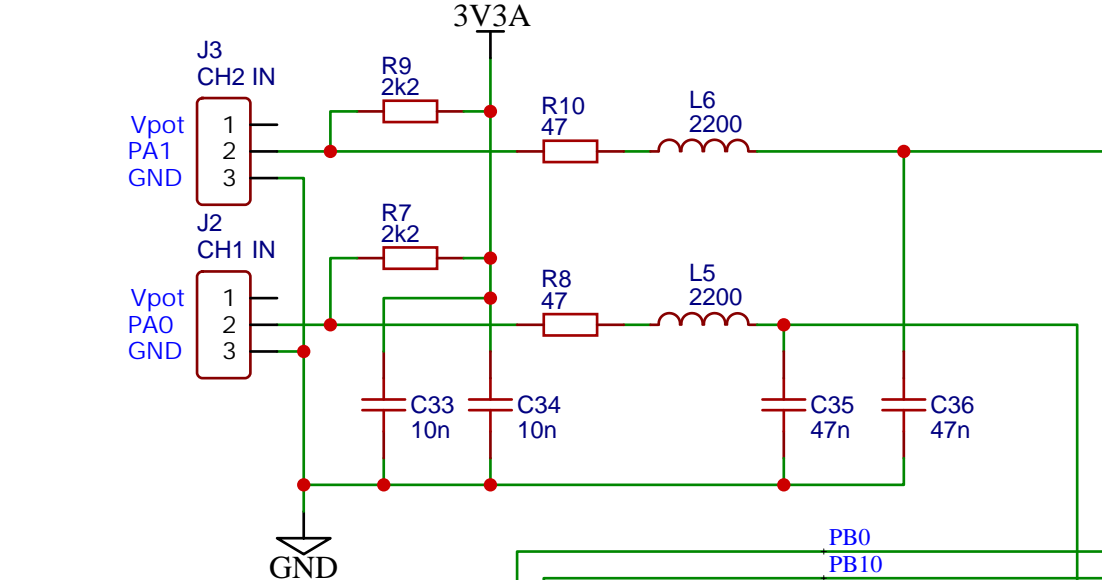 3V3A
J3
CH2 IN
R9
2k2
R10
47
L6
2200
Vpot 1
PA1 2
GND 3
J2
CH1 IN
R7
2k2
R8
47
L5
2200
Vpot 1
PA0 2
GND 3
C33
10n
C34
10n
C35
47n
C36
47n
GND
PB0
PB10